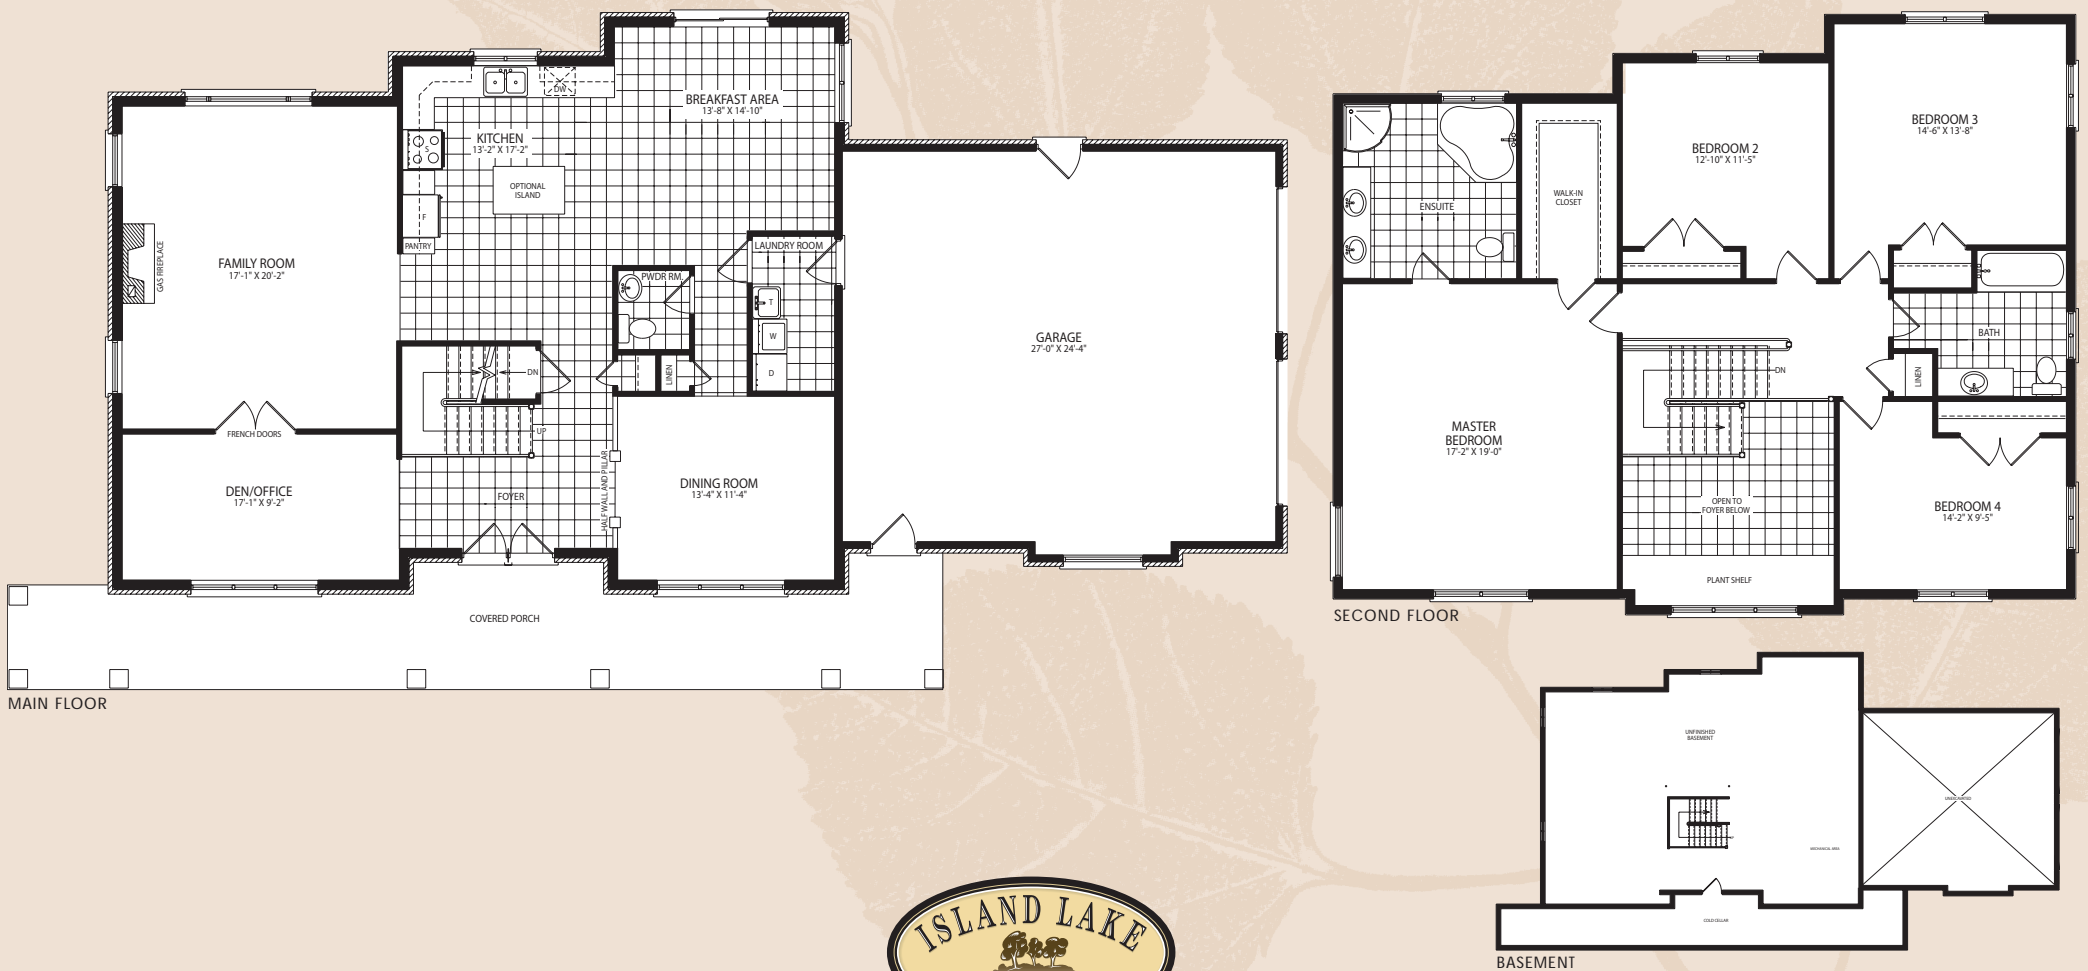 BREAKFAST AREA
13'-8" X 14'-10"
DW
KITCHEN
13'-2" X 17'-2"
S
OPTIONAL
ISLAND
F
PANTRY
LAUNDRY ROOM
FAMILY ROOM
17'-1" X 20'-2"
GAS FIREPLACE
PWDR RM.
T
W
D
GARAGE
27'-0" X 24'-4"
LINEN
DN
UP
FRENCH DOORS
HALF WALL AND PILLAR
DEN/OFFICE
17'-1" X 9'-2"
FOYER
DINING ROOM
13'-4" X 11'-4"
COVERED PORCH
MAIN FLOOR
BEDROOM 3
14'-6" X 13'-8"
BEDROOM 2
12'-10" X 11'-5"
WALK-IN
CLOSET
ENSUITE
BATH
DN
LINEN
MASTER
BEDROOM
17'-2" X 19'-0"
OPEN TO
FOYER BELOW
BEDROOM 4
14'-2" X 9'-5"
PLANT SHELF
SECOND FLOOR
UNFINISHED
BASEMENT
UNEXCAVATED
MECHANICAL AREA
COLD CELLAR
BASEMENT
ISLAND LAKE